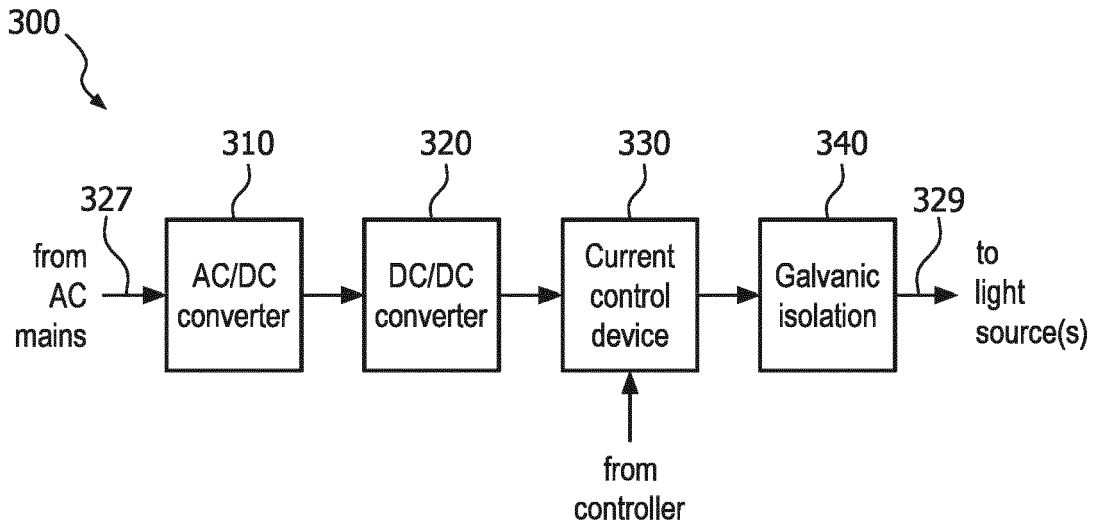 300
310
320
330
340
327
329
from
AC
mains
AC/DC
converter
DC/DC
converter
Current
control
device
Galvanic
isolation
to
light
source(s)
from
controller